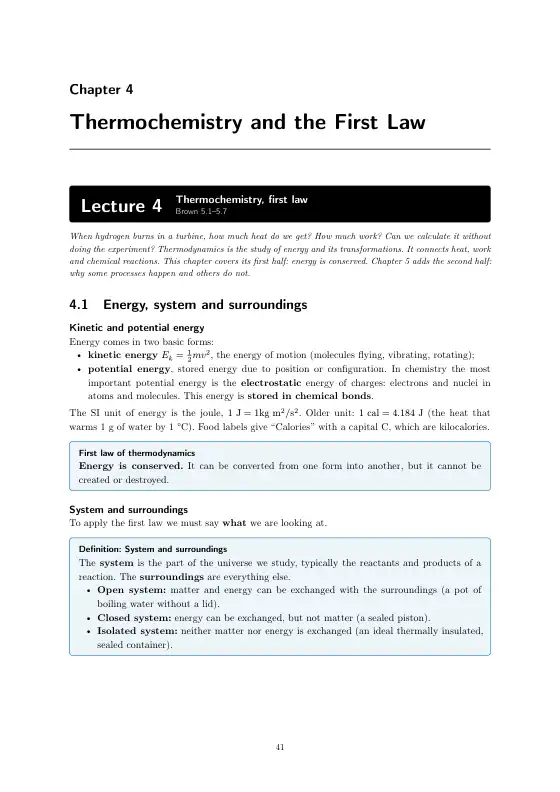 Chapter 4
Thermochemistry and the First Law
Lecture 4
Thermochemistry, first law
Brown 5.1–5.7
When hydrogen burns in a turbine, how much heat do we get? How much work? Can we calculate it without
doing the experiment? Thermodynamics is the study of energy and its transformations. It connects heat, work
and chemical reactions. This chapter covers its first half: energy is conserved. Chapter 5 adds the second half:
why some processes happen and others do not.
4.1 Energy, system and surroundings
Kinetic and potential energy
Energy comes in two basic forms:
• kinetic energy Eₖ = ½mv², the energy of motion (molecules flying, vibrating, rotating);
• potential energy, stored energy due to position or configuration. In chemistry the most
important potential energy is the electrostatic energy of charges: electrons and nuclei in
atoms and molecules. This energy is stored in chemical bonds.
The SI unit of energy is the joule, 1 J = 1kg m²/s². Older unit: 1 cal = 4.184 J (the heat that
warms 1 g of water by 1 °C). Food labels give “Calories” with a capital C, which are kilocalories.
First law of thermodynamics
Energy is conserved. It can be converted from one form into another, but it cannot be
created or destroyed.
System and surroundings
To apply the first law we must say what we are looking at.
Definition: System and surroundings
The system is the part of the universe we study, typically the reactants and products of a
reaction. The surroundings are everything else.
• Open system: matter and energy can be exchanged with the surroundings (a pot of
boiling water without a lid).
• Closed system: energy can be exchanged, but not matter (a sealed piston).
• Isolated system: neither matter nor energy is exchanged (an ideal thermally insulated,
sealed container).
41